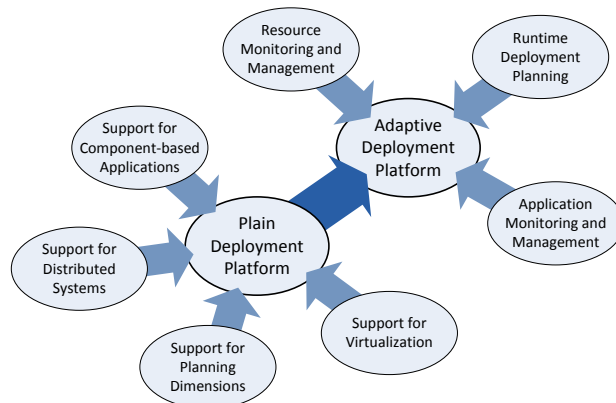 Resource
Monitoring and
Management
Runtime
Deployment
Planning
Adaptive
Deployment
Platform
Support for
Component-based
Applications
Application
Monitoring and
Management
Plain
Deployment
Platform
Support for
Distributed
Systems
Support for
Virtualization
Support for
Planning
Dimensions